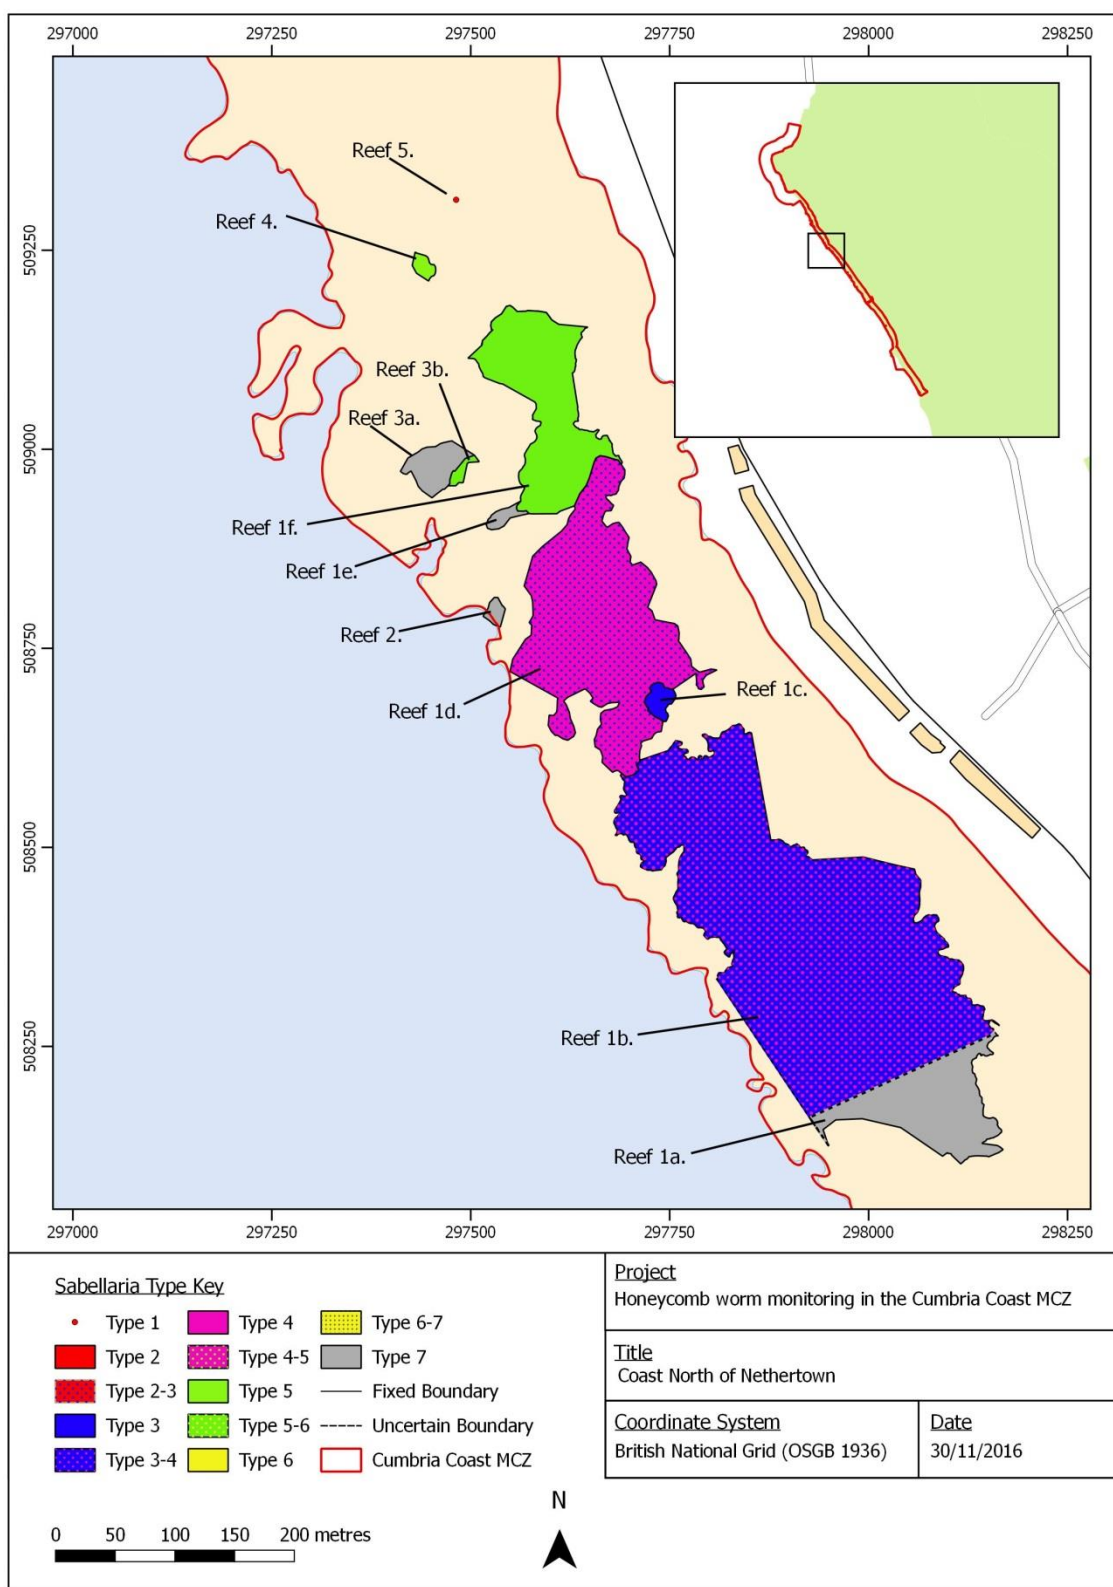 297000 297250 297500 297750 298000 298250
509250
509000
508750
508500
508250
Reef 5.
Reef 4.
Reef 3b.
Reef 3a.
Reef 1f.
Reef 1e.
Reef 2.
Reef 1c.
Reef 1d.
Reef 1b.
Reef 1a.
297000 297250 297500 297750 298000 298250
Sabellaria Type Key
Type 1
Type 2
Type 2-3
Type 3
Type 3-4
Type 4
Type 4-5
Type 5
Type 5-6
Type 6
Type 6-7
Type 7
Fixed Boundary
Uncertain Boundary
Cumbria Coast MCZ
0 50 100 150 200 metres
N
Project
Honeycomb worm monitoring in the Cumbria Coast MCZ
Title
Coast North of Nethertown
Coordinate System
British National Grid (OSGB 1936)
Date
30/11/2016